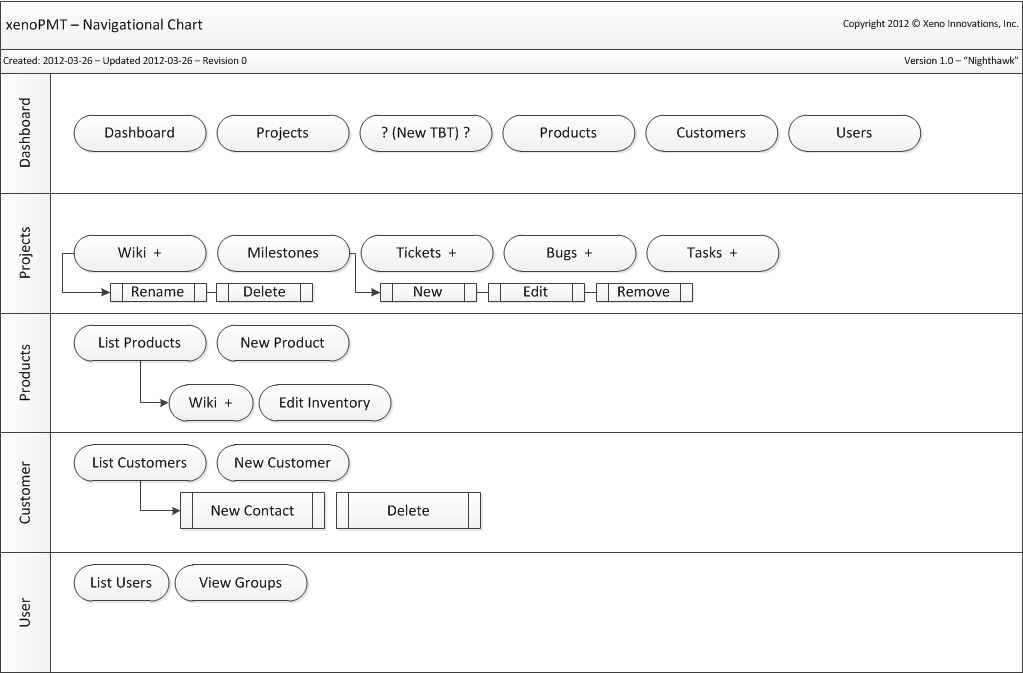 xenoPMT – Navigational Chart
Copyright 2012 © Xeno Innovations, Inc.
Created: 2012-03-26 – Updated 2012-03-26 – Revision 0
Version 1.0 – “Nighthawk”
Dashboard
Dashboard
Projects
? (New TBT) ?
Products
Customers
Users
Projects
Wiki +
Milestones
Tickets +
Bugs +
Tasks +
Rename
Delete
New
Edit
Remove
Products
List Products
New Product
Wiki +
Edit Inventory
Customer
List Customers
New Customer
New Contact
Delete
User
List Users
View Groups